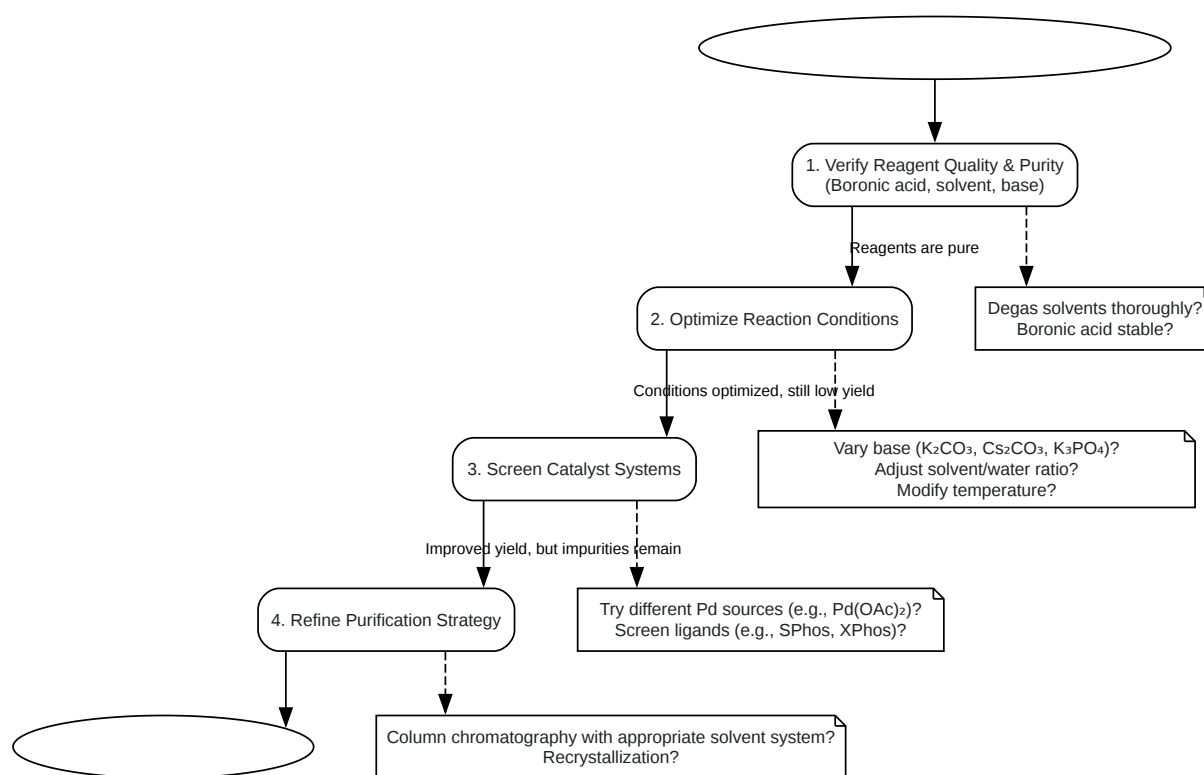 1. Verify Reagent Quality & Purity
(Boronic acid, solvent, base)
Reagents are pure
2. Optimize Reaction Conditions
Degas solvents thoroughly?
Boronic acid stable?
Conditions optimized, still low yield
Vary base (K₂CO₃, Cs₂CO₃, K₃PO₄)?
Adjust solvent/water ratio?
Modify temperature?
3. Screen Catalyst Systems
Improved yield, but impurities remain
Try different Pd sources (e.g., Pd(OAc)₂)?
Screen ligands (e.g., SPhos, XPhos)?
4. Refine Purification Strategy
Column chromatography with appropriate solvent system?
Recrystallization?